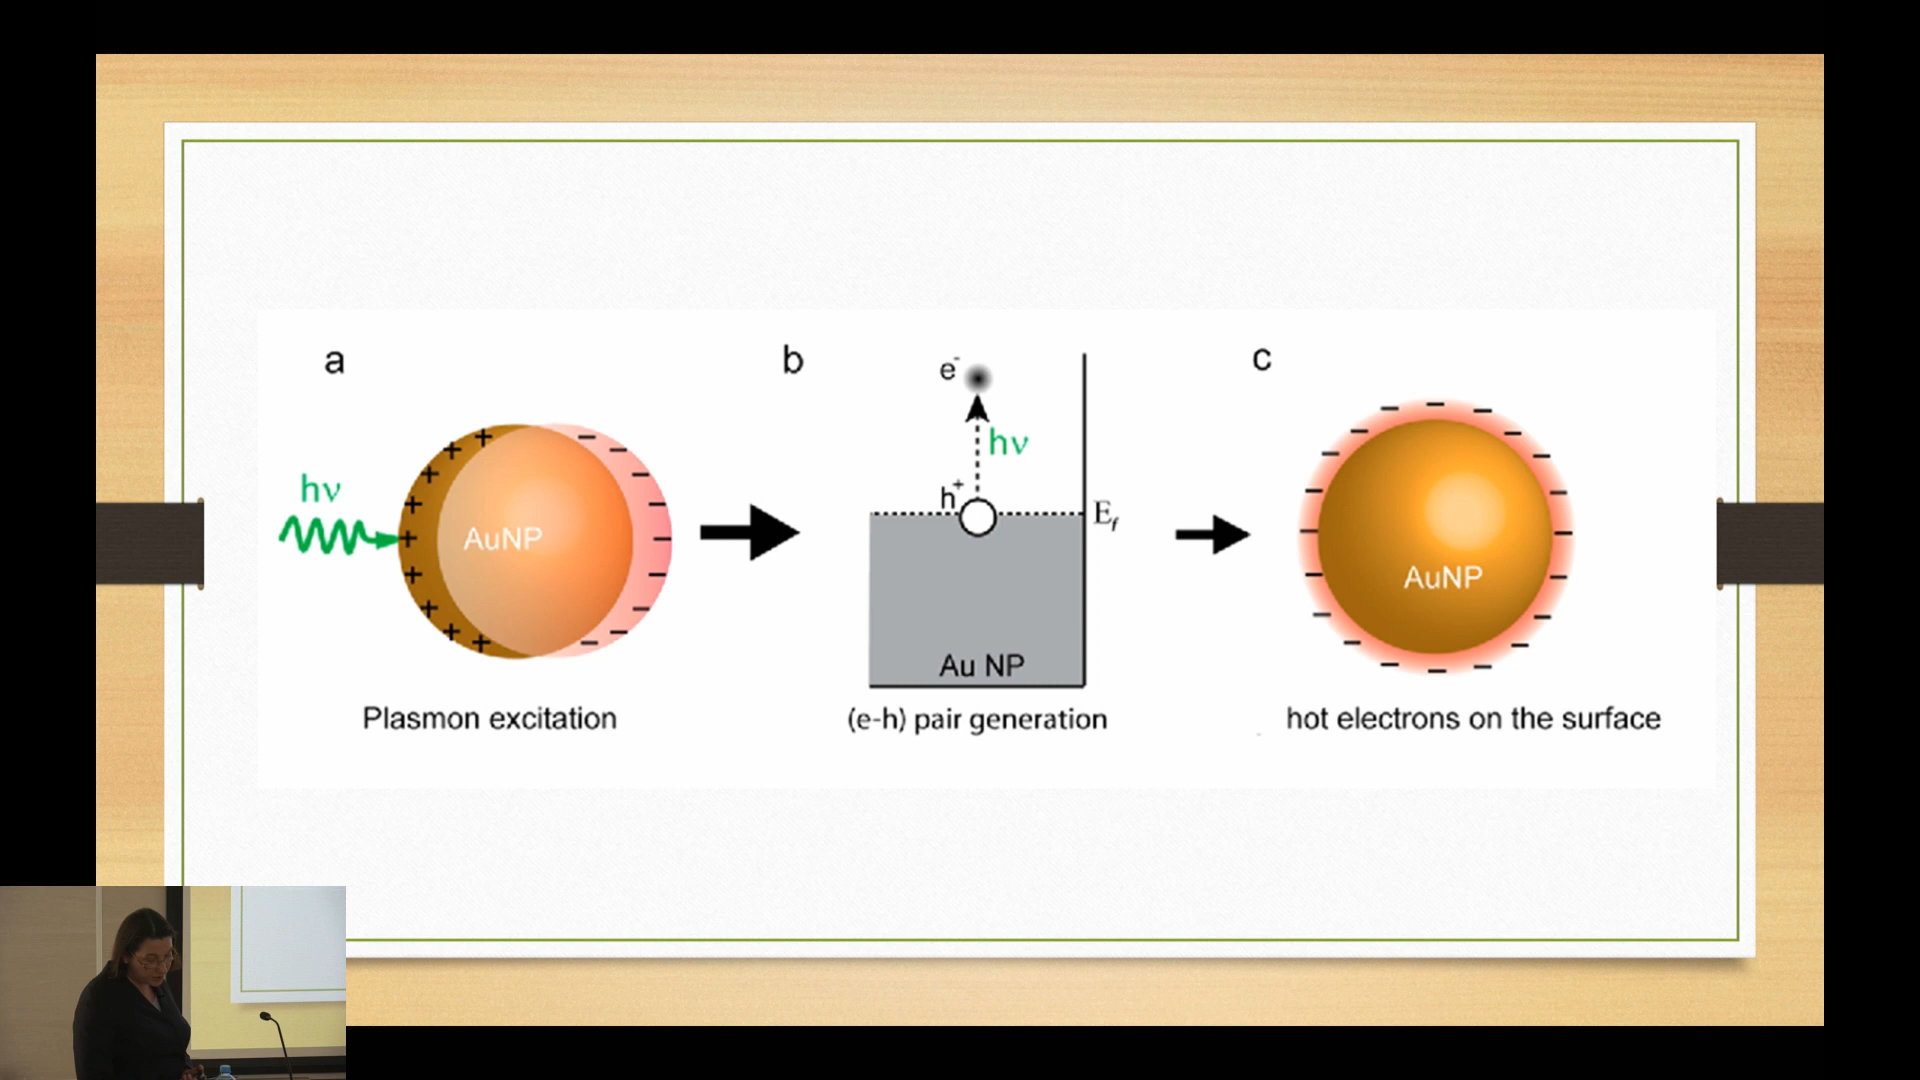 a
hν
+ + + + + + + + +
AuNP
− − − − − − − − −
Plasmon excitation
b
e⁻
hν
h⁺
E_f
Au NP
(e-h) pair generation
c
AuNP
hot electrons on the surface